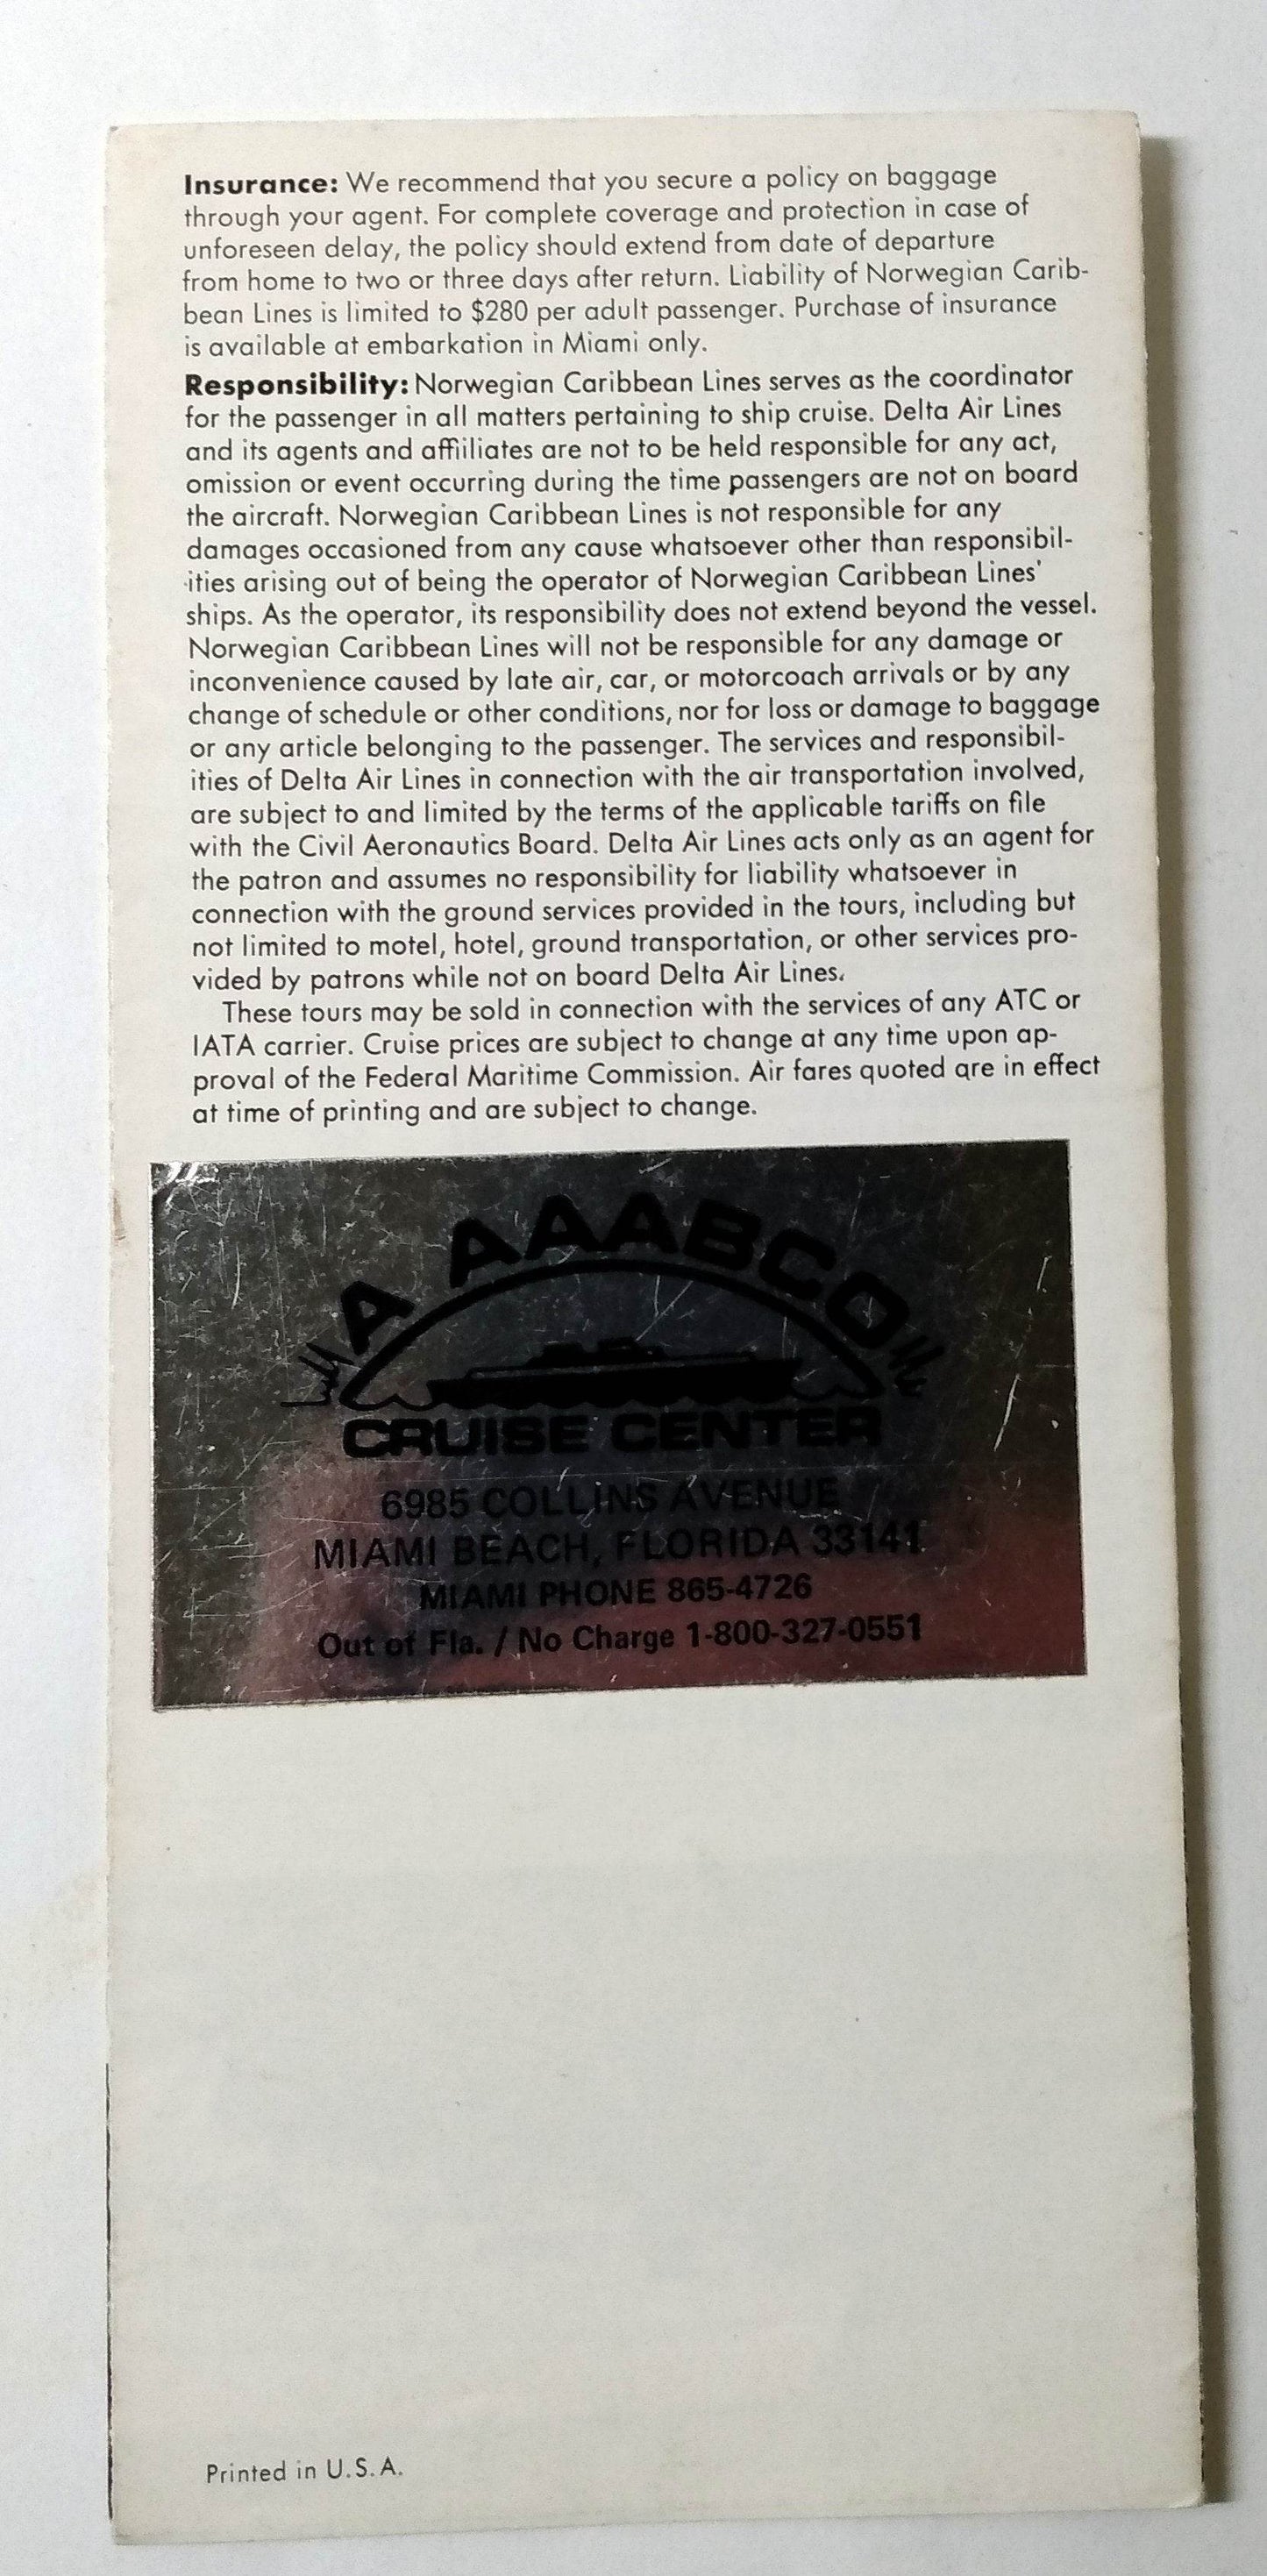 Insurance: We recommend that you secure a policy on baggage
through your agent. For complete coverage and protection in case of
unforeseen delay, the policy should extend from date of departure
from home to two or three days after return. Liability of Norwegian Carib-
bean Lines is limited to $280 per adult passenger. Purchase of insurance
is available at embarkation in Miami only.
Responsibility: Norwegian Caribbean Lines serves as the coordinator
for the passenger in all matters pertaining to ship cruise. Delta Air Lines
and its agents and affiiliates are not to be held responsible for any act,
omission or event occurring during the time passengers are not on board
the aircraft. Norwegian Caribbean Lines is not responsible for any
damages occasioned from any cause whatsoever other than responsibil-
ities arising out of being the operator of Norwegian Caribbean Lines'
ships. As the operator, its responsibility does not extend beyond the vessel.
Norwegian Caribbean Lines will not be responsible for any damage or
inconvenience caused by late air, car, or motorcoach arrivals or by any
change of schedule or other conditions, nor for loss or damage to baggage
or any article belonging to the passenger. The services and responsibil-
ities of Delta Air Lines in connection with the air transportation involved,
are subject to and limited by the terms of the applicable tariffs on file
with the Civil Aeronautics Board. Delta Air Lines acts only as an agent for
the patron and assumes no responsibility for liability whatsoever in
connection with the ground services provided in the tours, including but
not limited to motel, hotel, ground transportation, or other services pro-
vided by patrons while not on board Delta Air Lines.
These tours may be sold in connection with the services of any ATC or
IATA carrier. Cruise prices are subject to change at any time upon ap-
proval of the Federal Maritime Commission. Air fares quoted are in effect
at time of printing and are subject to change.
A AAABCO
CRUISE CENTER
6985 COLLINS AVENUE
MIAMI BEACH, FLORIDA 33141
MIAMI PHONE 865-4726
Out of Fla. / No Charge 1-800-327-0551
Printed in U.S.A.